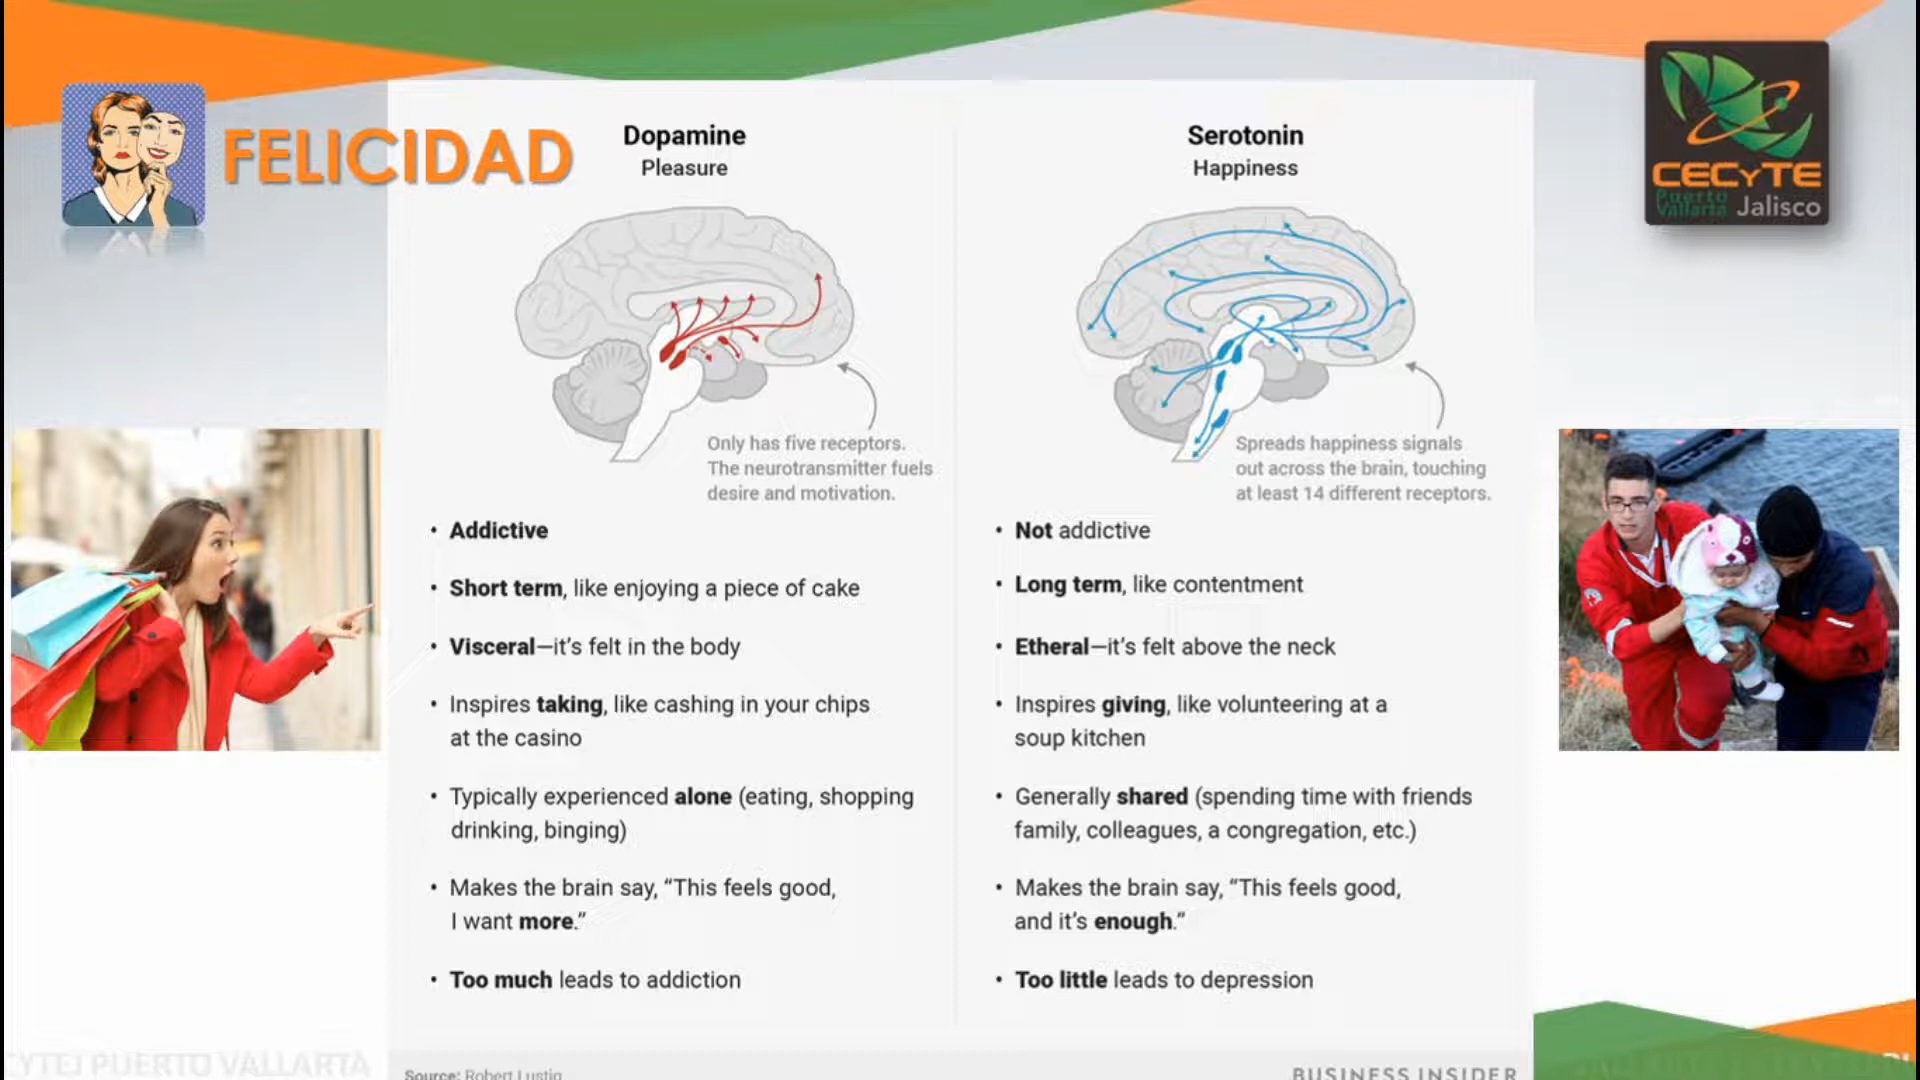 FELICIDAD
CECyTE
Puerto
Vallarta Jalisco
Dopamine
Pleasure
Only has five receptors.
The neurotransmitter fuels
desire and motivation.
• Addictive
• Short term, like enjoying a piece of cake
• Visceral—it's felt in the body
• Inspires taking, like cashing in your chips
at the casino
• Typically experienced alone (eating, shopping
drinking, binging)
• Makes the brain say, “This feels good,
I want more.”
• Too much leads to addiction
Serotonin
Happiness
Spreads happiness signals
out across the brain, touching
at least 14 different receptors.
• Not addictive
• Long term, like contentment
• Etheral—it's felt above the neck
• Inspires giving, like volunteering at a
soup kitchen
• Generally shared (spending time with friends
family, colleagues, a congregation, etc.)
• Makes the brain say, “This feels good,
and it's enough.”
• Too little leads to depression
PUERTO VALLARTA
Source: Robert Lustig
BUSINESS INSIDER